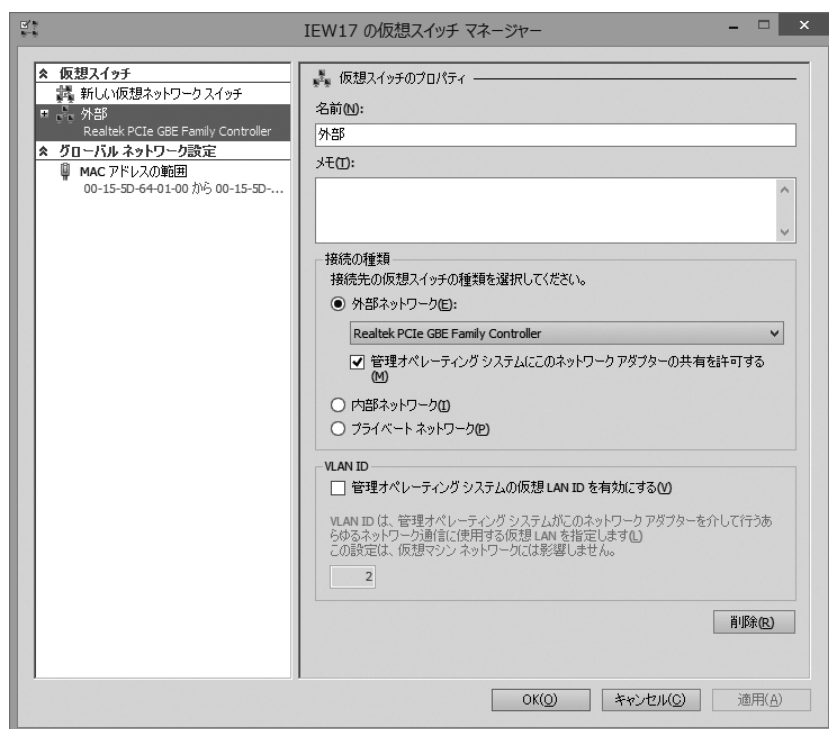 IEW17 の仮想スイッチ マネージャー
仮想スイッチ
新しい仮想ネットワーク スイッチ
外部
Realtek PCIe GBE Family Controller
グローバル ネットワーク設定
MAC アドレスの範囲
00-15-5D-64-01-00 から 00-15-5D-...
仮想スイッチのプロパティ
名前(N):
外部
メモ(T):
接続の種類
接続先の仮想スイッチの種類を選択してください。
外部ネットワーク(E):
Realtek PCIe GBE Family Controller
管理オペレーティング システムにこのネットワーク アダプターの共有を許可する
(M)
内部ネットワーク(I)
プライベート ネットワーク(P)
VLAN ID
管理オペレーティング システムの仮想 LAN ID を有効にする(V)
VLAN ID は、管理オペレーティング システムがこのネットワーク アダプターを介して行うあ
らゆるネットワーク通信に使用する仮想 LAN を指定します(L)
この設定は、仮想マシン ネットワークには影響しません。
2
削除(R)
OK(O)
キャンセル(C)
適用(A)